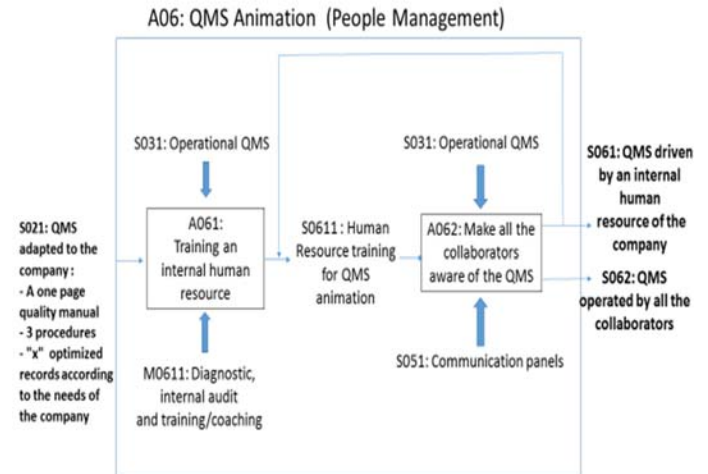 A06: QMS Animation (People Management)
S031: Operational QMS
S031: Operational QMS
S021: QMS
adapted to the
company :
- A one page
quality manual
- 3 procedures
- "x" optimized
records according
to the needs of
the company
A061:
Training an
internal human
resource
S0611 : Human
Resource training
for QMS
animation
A062: Make all the
collaborators
aware of the QMS
S061: QMS driven
by an internal
human
resource of the
company
S062: QMS
operated by all the
collaborators
M0611: Diagnostic,
internal audit
and training/coaching
S051: Communication panels